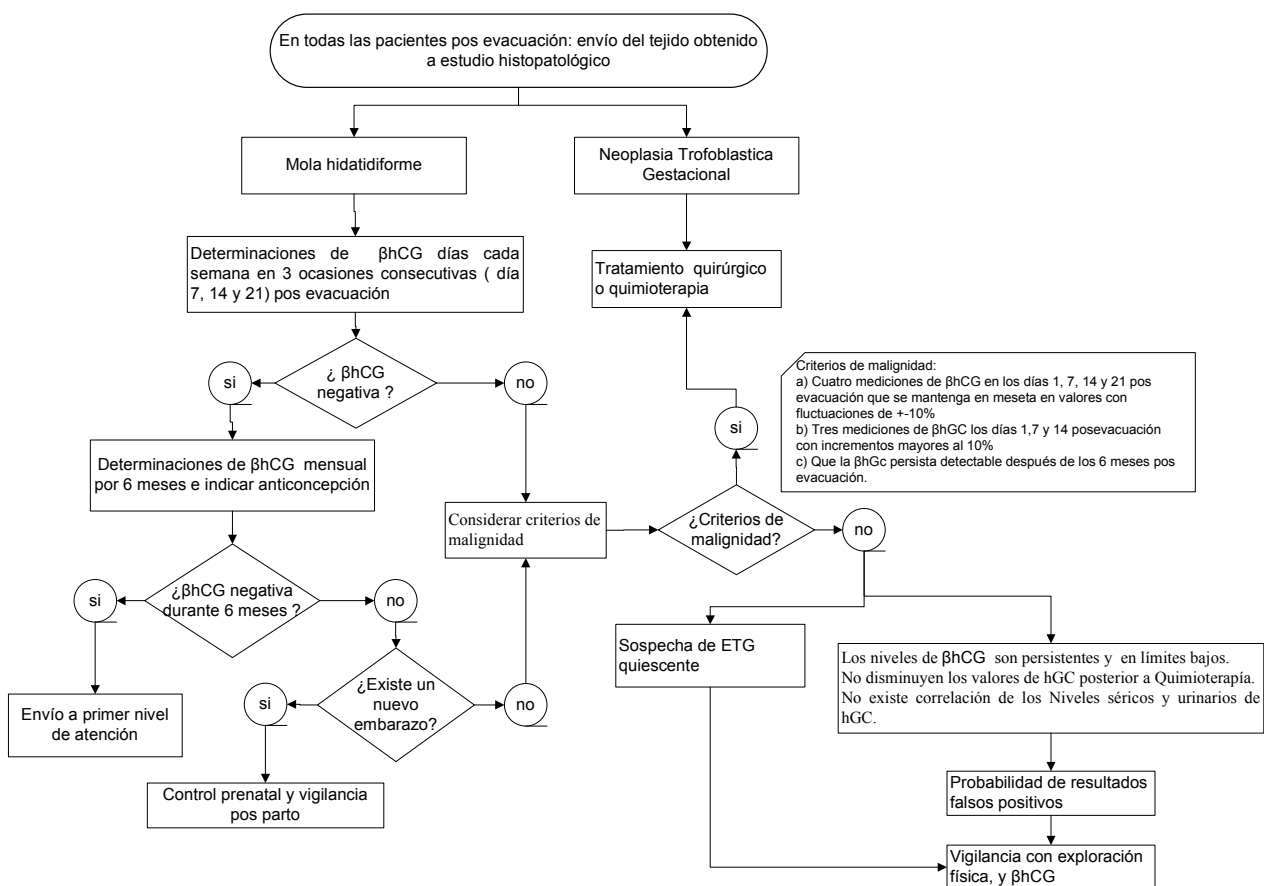 En todas las pacientes pos evacuación: envío del tejido obtenido
a estudio histopatológico
Mola hidatidiforme
Neoplasia Trofoblastica
Gestacional
Determinaciones de βhCG días cada
semana en 3 ocasiones consecutivas ( día
7, 14 y 21) pos evacuación
Tratamiento quirúrgico
o quimioterapia
¿ βhCG
negativa ?
si
no
Criterios de malignidad:
a) Cuatro mediciones de βhCG en los días 1, 7, 14 y 21 pos
evacuación que se mantenga en meseta en valores con
fluctuaciones de +-10%
b) Tres mediciones de βhGC los días 1,7 y 14 posevacuación
con incrementos mayores al 10%
c) Que la βhGc persista detectable después de los 6 meses pos
evacuación.
si
Determinaciones de βhCG mensual
por 6 meses e indicar anticoncepción
Considerar criterios de
malignidad
¿Criterios de
malignidad?
no
¿βhCG negativa
durante 6 meses ?
si
no
Sospecha de ETG
quiescente
Los niveles de βhCG son persistentes y en límites bajos.
No disminuyen los valores de hGC posterior a Quimioterapía.
No existe correlación de los Niveles séricos y urinarios de
hGC.
¿Existe un
nuevo
embarazo?
si
no
Envío a primer nivel
de atención
Control prenatal y vigilancia
pos parto
Probabilidad de resultados
falsos positivos
Vigilancia con exploración
física, y βhCG